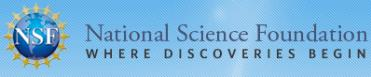 NSF
National Science Foundation
WHERE DISCOVERIES BEGIN